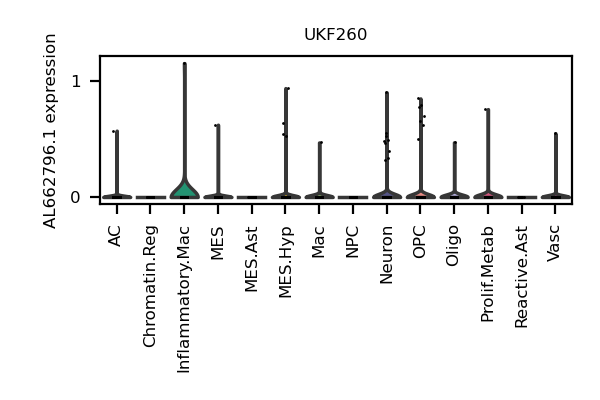 UKF260
AL662796.1 expression
1
0
AC
Chromatin.Reg
Inflammatory.Mac
MES
MES.Ast
MES.Hyp
Mac
NPC
Neuron
OPC
Oligo
Prolif.Metab
Reactive.Ast
Vasc